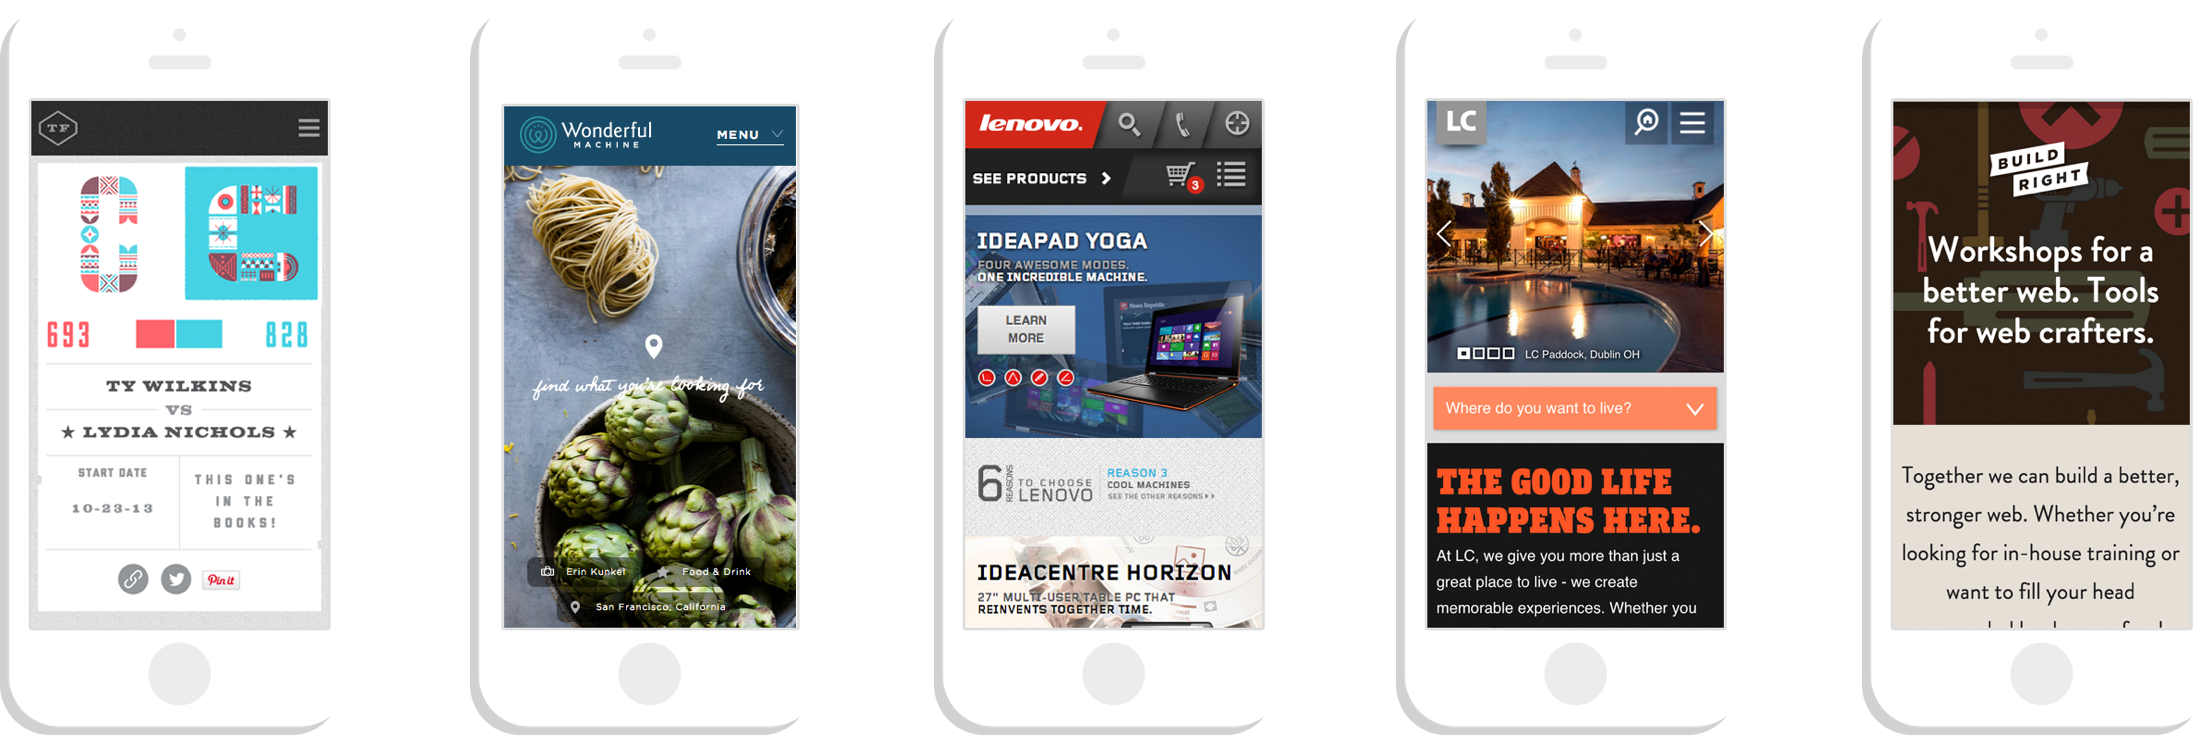 TF
693
828
TY WILKINS
VS
★ LYDIA NICHOLS ★
START DATE
10-23-13
THIS ONE'S
IN THE
BOOKS!
Pin it
Wonderful
MACHINE
MENU
find what you're looking for
Erin Kunkel
Food & Drink
San Francisco, California
lenovo.
SEE PRODUCTS
3
IDEAPAD YOGA
FOUR AWESOME MODES.
ONE INCREDIBLE MACHINE.
LEARN
MORE
6 REASONS TO CHOOSE
LENOVO
REASON 3
COOL MACHINES
SEE THE OTHER REASONS
IDEACENTRE HORIZON
27" MULTI-USER TABLE PC THAT
REINVENTS TOGETHER TIME.
LC
LC Paddock, Dublin OH
Where do you want to live?
THE GOOD LIFE
HAPPENS HERE.
At LC, we give you more than just a
great place to live - we create
memorable experiences. Whether you
BUILD
RIGHT
Workshops for a
better web. Tools
for web crafters.
Together we can build a better,
stronger web. Whether you're
looking for in-house training or
want to fill your head